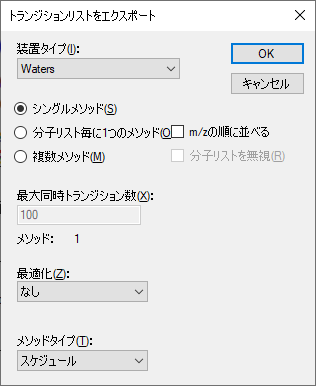 トランジションリストをエクスポート
装置タイプ(I):
Waters
OK
キャンセル
シングルメソッド(S)
分子リスト毎に1つのメソッド(O
m/zの順に並べる
複数メソッド(M)
分子リストを無視(R)
最大同時トランジション数(X):
100
メソッド: 1
最適化(Z):
なし
メソッドタイプ(T):
スケジュール